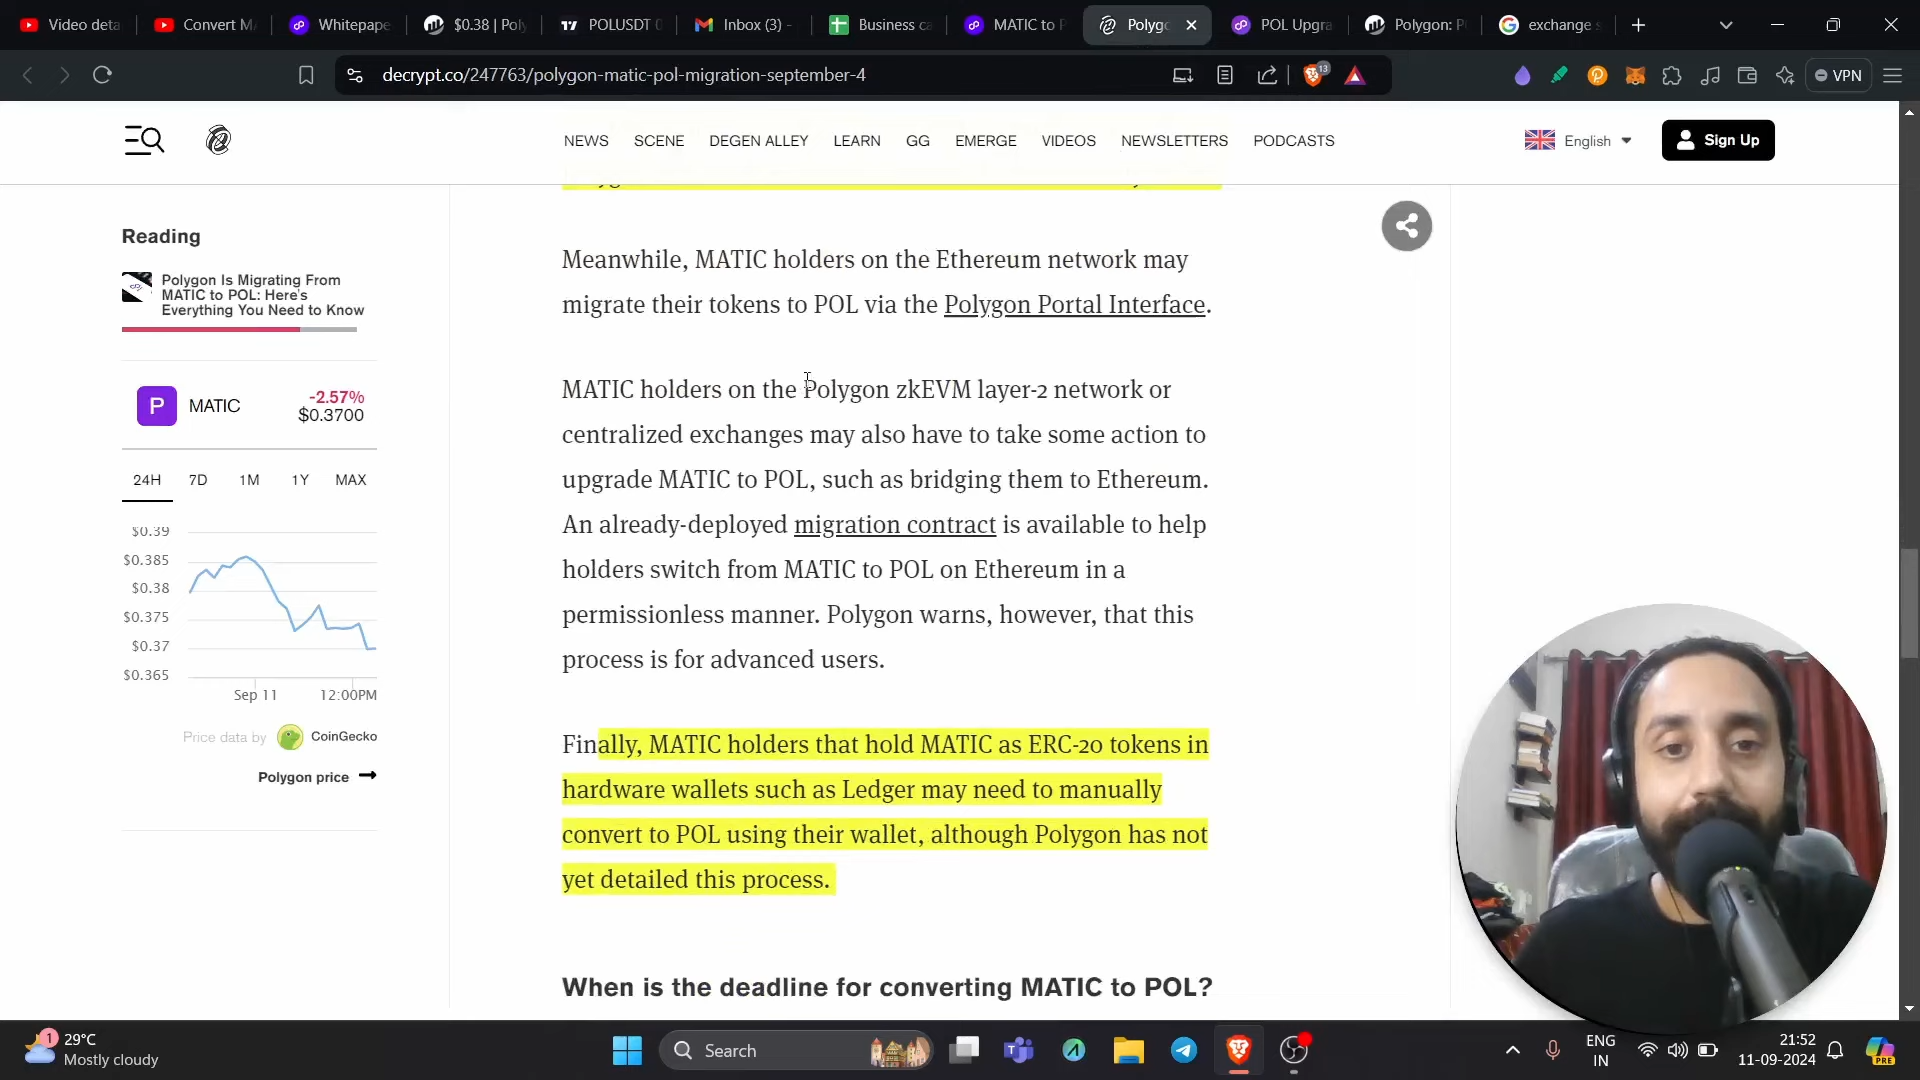 Video deta
Convert MA
Whitepape
$0.38 | Poly
POLUSDT 0
Inbox (3) -
Business ca
MATIC to P
Polygo
POL Upgra
Polygon: P
exchange s
decrypt.co/247763/polygon-matic-pol-migration-september-4
13
VPN
NEWS SCENE DEGEN ALLEY LEARN GG EMERGE VIDEOS NEWSLETTERS PODCASTS
English
Sign Up
Reading
Polygon Is Migrating From
MATIC to POL: Here's
Everything You Need to Know
P MATIC
-2.57%
$0.3700
24H 7D 1M 1Y MAX
$0.39
$0.385
$0.38
$0.375
$0.37
$0.365
Sep 11 12:00PM
Price data by CoinGecko
Polygon price
Meanwhile, MATIC holders on the Ethereum network may
migrate their tokens to POL via the Polygon Portal Interface.
MATIC holders on the Polygon zkEVM layer-2 network or
centralized exchanges may also have to take some action to
upgrade MATIC to POL, such as bridging them to Ethereum.
An already-deployed migration contract is available to help
holders switch from MATIC to POL on Ethereum in a
permissionless manner. Polygon warns, however, that this
process is for advanced users.
Finally, MATIC holders that hold MATIC as ERC-20 tokens in
hardware wallets such as Ledger may need to manually
convert to POL using their wallet, although Polygon has not
yet detailed this process.
When is the deadline for converting MATIC to POL?
1
29°C
Mostly cloudy
Search
ENG
IN
21:52
11-09-2024
PRE